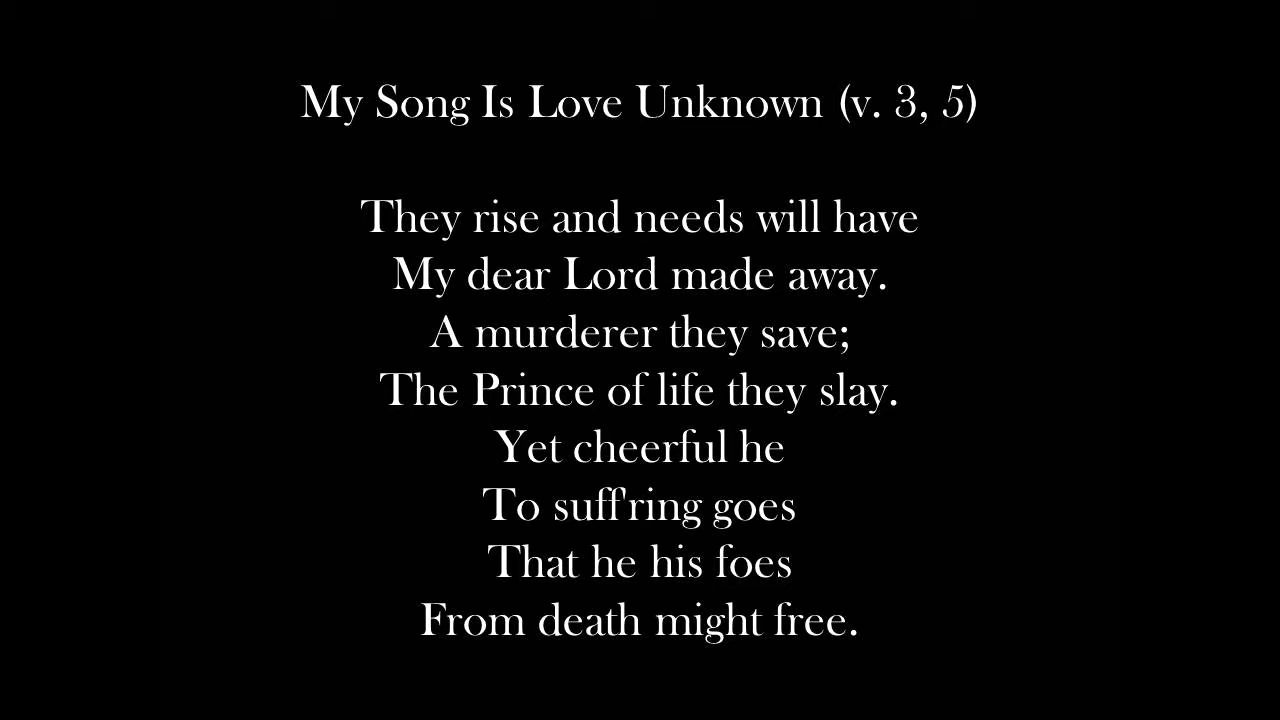 My Song Is Love Unknown (v. 3, 5)
They rise and needs will have
My dear Lord made away.
A murderer they save;
The Prince of life they slay.
Yet cheerful he
To suff'ring goes
That he his foes
From death might free.